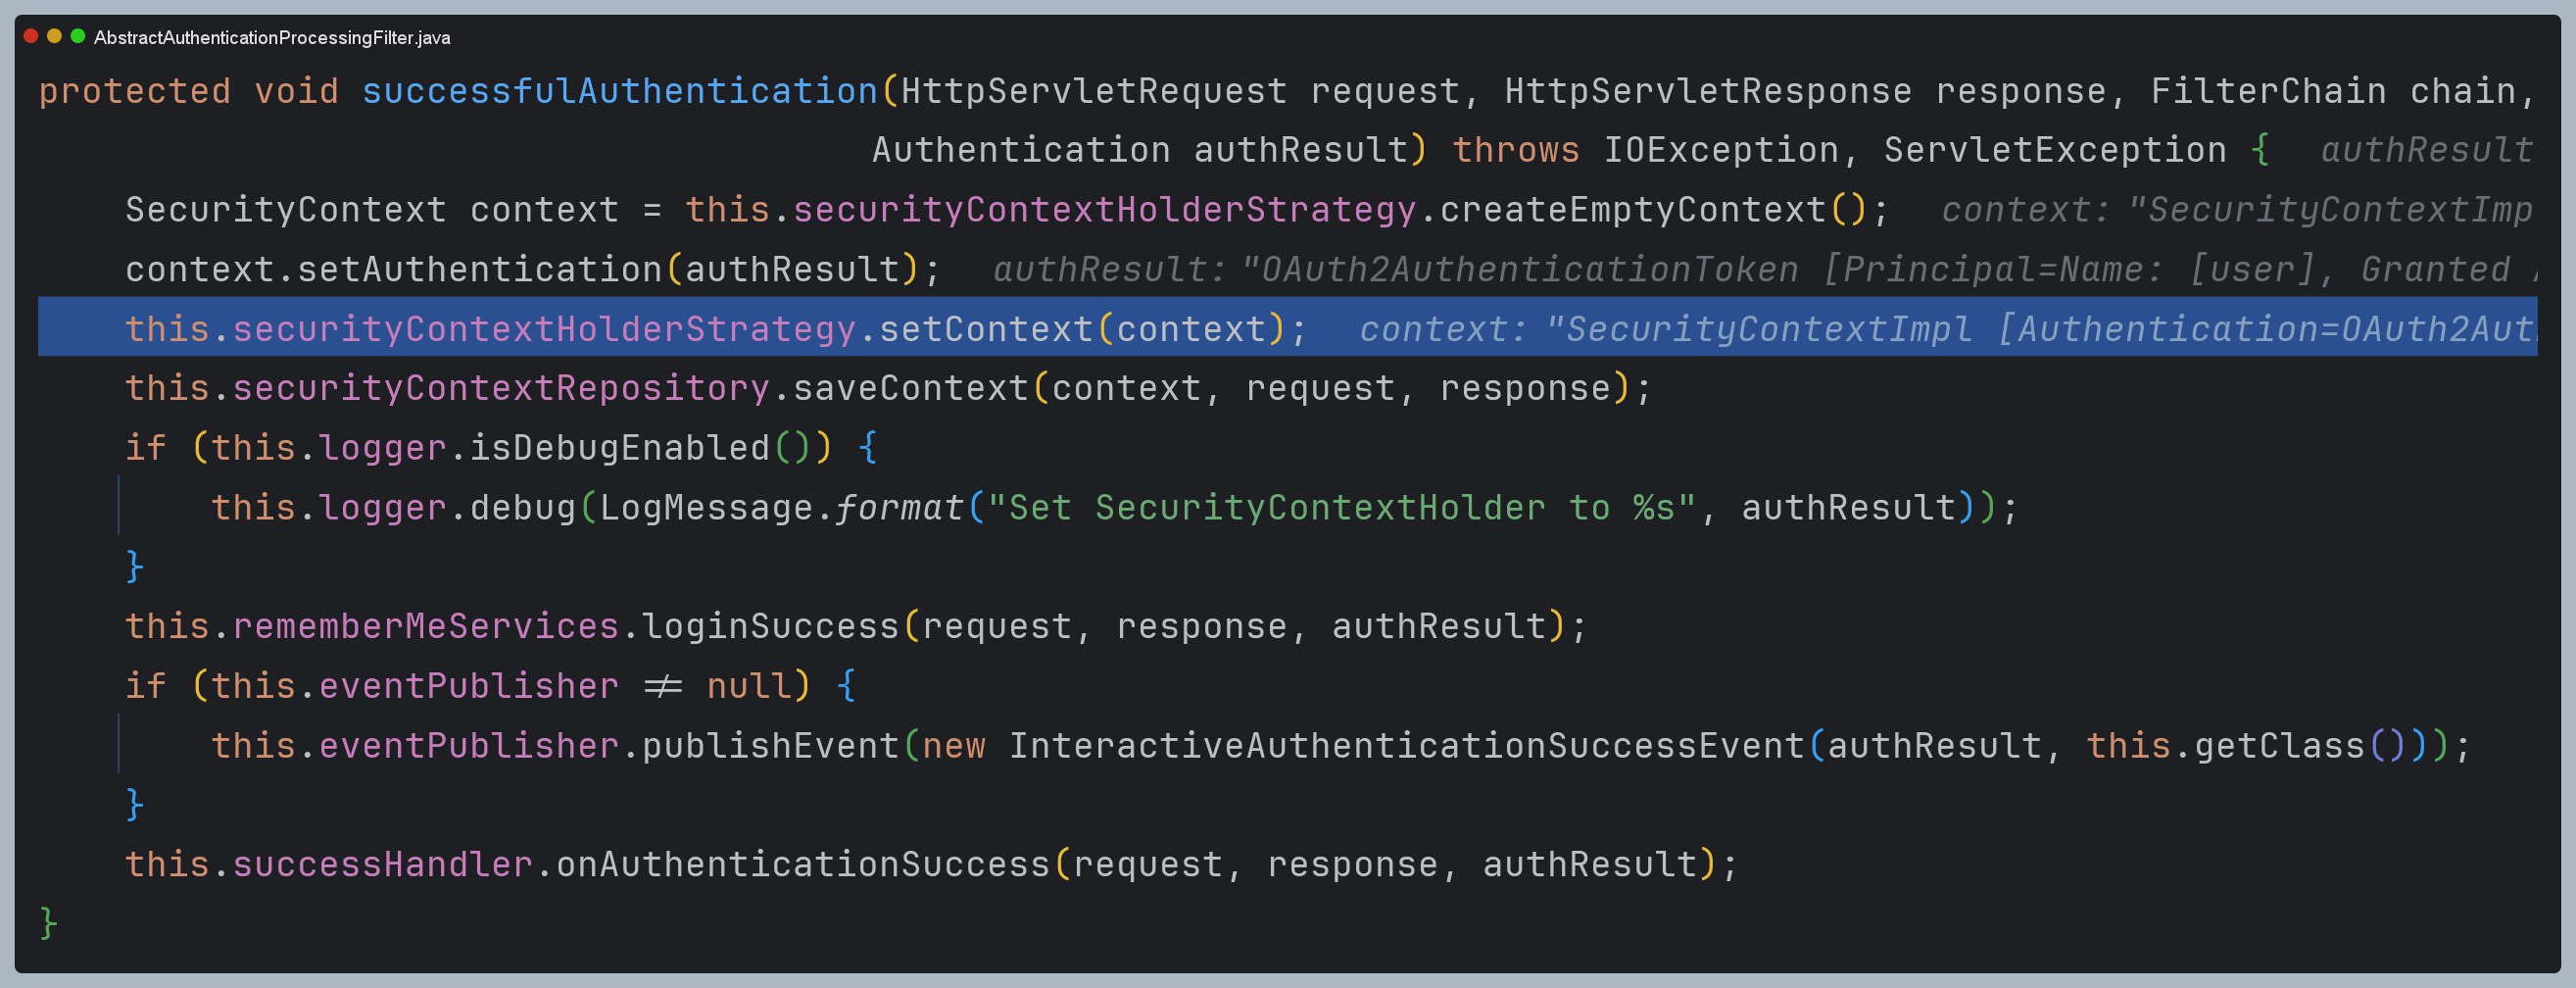 AbstractAuthenticationProcessingFilter.java
protected void successfulAuthentication(HttpServletRequest request, HttpServletResponse response, FilterChain chain,
Authentication authResult) throws IOException, ServletException {  authResult
SecurityContext context = this.securityContextHolderStrategy.createEmptyContext();  context: "SecurityContextImp
context.setAuthentication(authResult);  authResult: "OAuth2AuthenticationToken [Principal=Name: [user], Granted
this.securityContextHolderStrategy.setContext(context);  context: "SecurityContextImpl [Authentication=OAuth2Aut
this.securityContextRepository.saveContext(context, request, response);
if (this.logger.isDebugEnabled()) {
this.logger.debug(LogMessage.format("Set SecurityContextHolder to %s", authResult));
}
this.rememberMeServices.loginSuccess(request, response, authResult);
if (this.eventPublisher ≠ null) {
this.eventPublisher.publishEvent(new InteractiveAuthenticationSuccessEvent(authResult, this.getClass()));
}
this.successHandler.onAuthenticationSuccess(request, response, authResult);
}